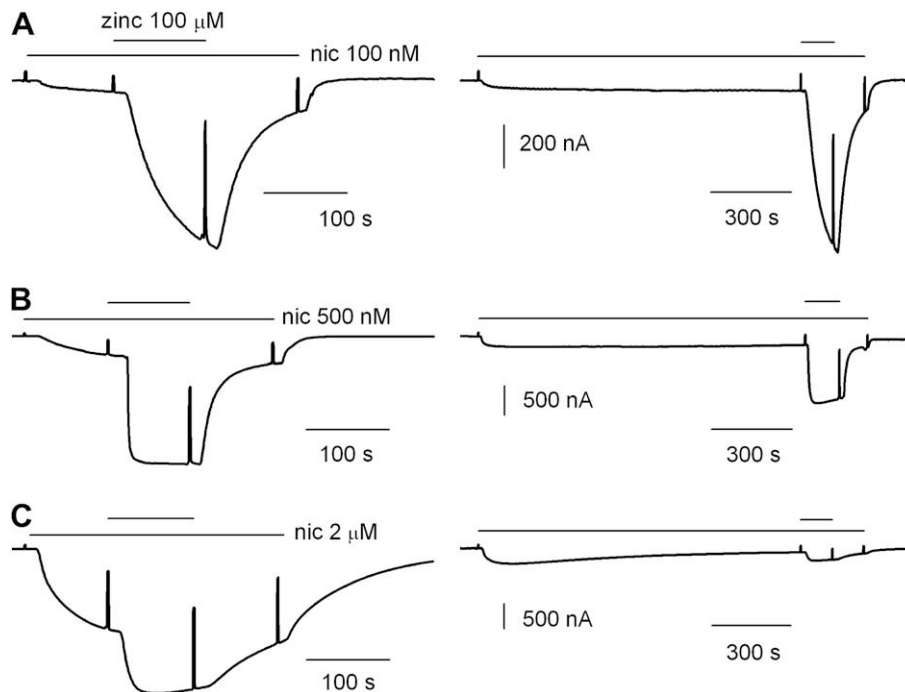 A
zinc 100 μM
nic 100 nM
200 nA
100 s
300 s
B
nic 500 nM
500 nA
100 s
300 s
C
nic 2 μM
500 nA
100 s
300 s